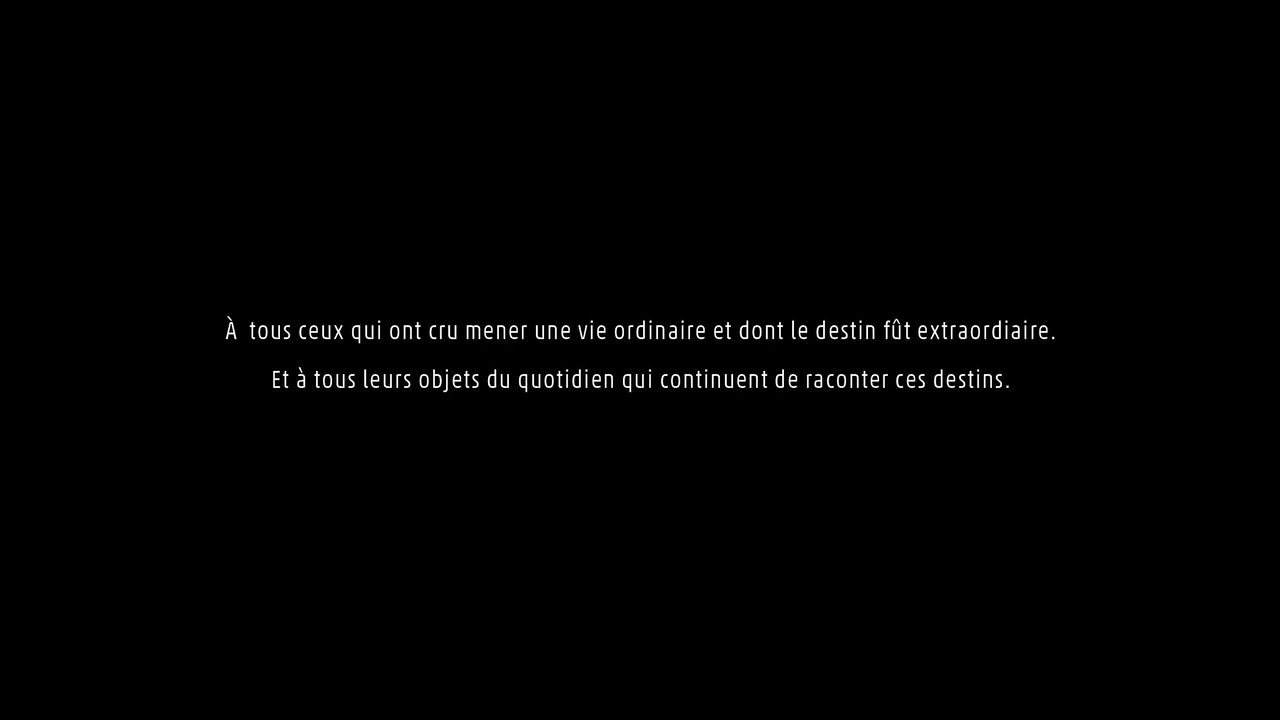 À  tous ceux qui ont cru mener une vie ordinaire et dont le destin fût extraordiaire.
Et à tous leurs objets du quotidien qui continuent de raconter ces destins.